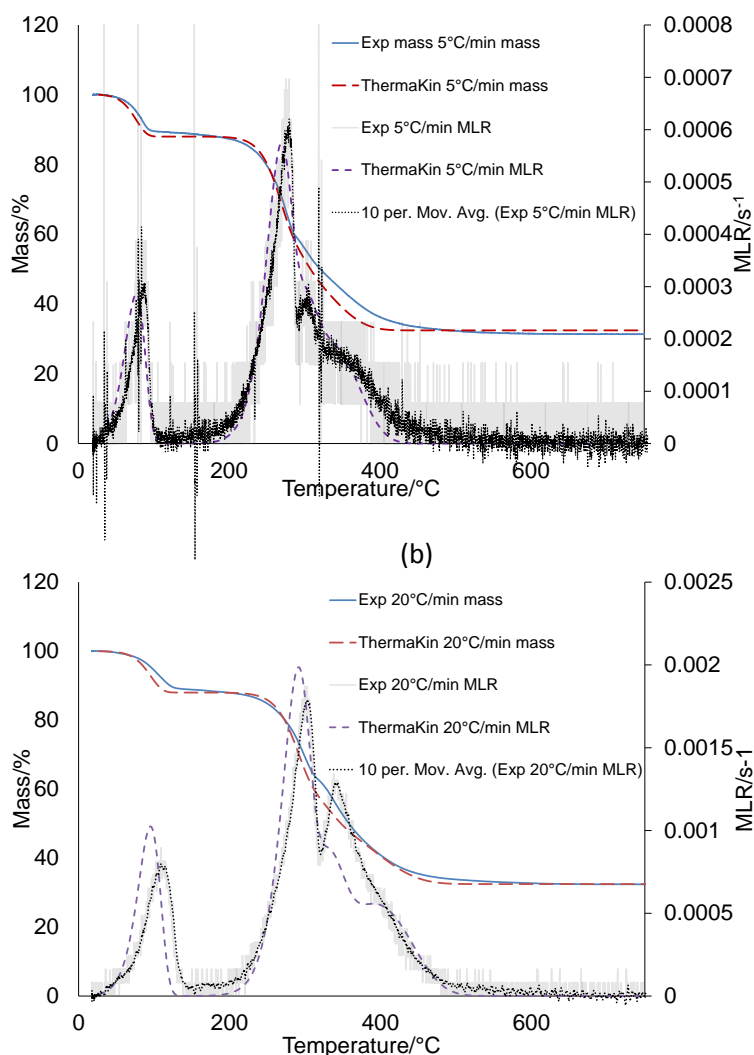 120
100
80
60
40
20
0
Mass/%
0 200 400 600
Temperature/°C
0.0008
0.0007
0.0006
0.0005
0.0004
0.0003
0.0002
0.0001
0
MLR/s-1
Exp mass 5°C/min mass
ThermaKin 5°C/min mass
Exp 5°C/min MLR
ThermaKin 5°C/min MLR
10 per. Mov. Avg. (Exp 5°C/min MLR)
(b)
120
100
80
60
40
20
0
Mass/%
0 200 400 600
Temperature/°C
0.0025
0.002
0.0015
0.001
0.0005
0
MLR/s-1
Exp 20°C/min mass
ThermaKin 20°C/min mass
Exp 20°C/min MLR
ThermaKin 20°C/min MLR
10 per. Mov. Avg. (Exp 20°C/min MLR)